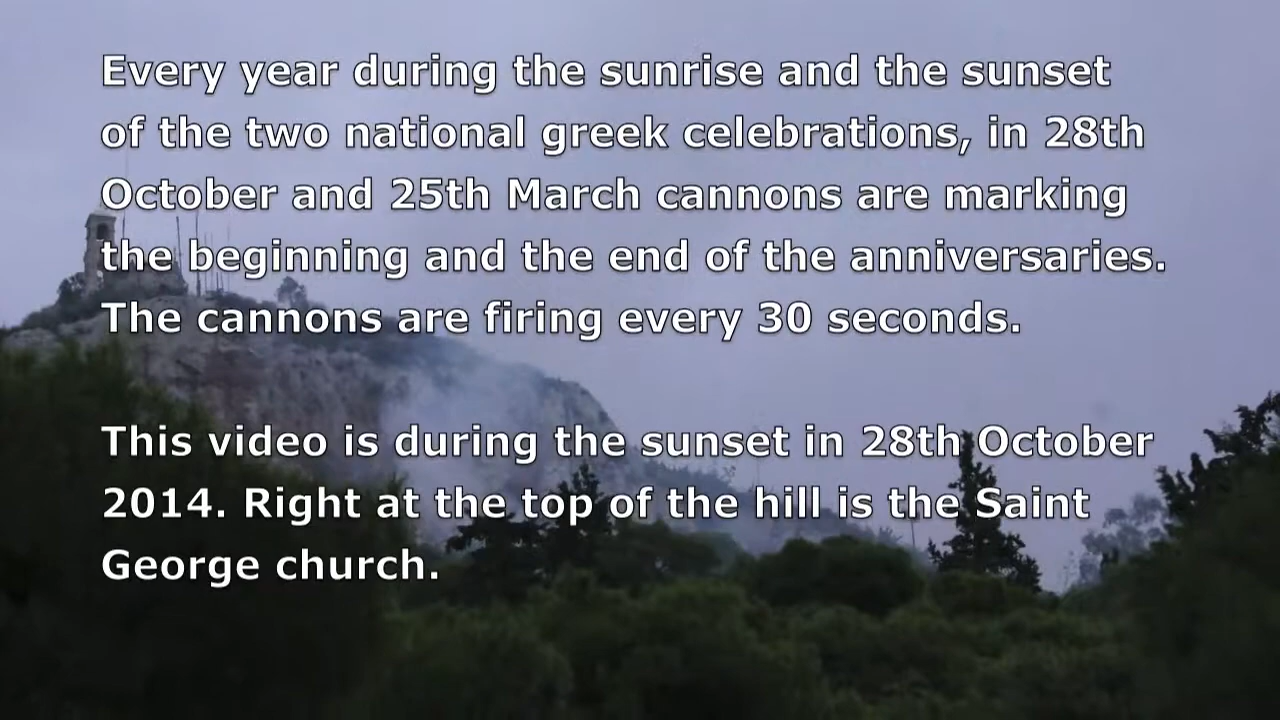 Every year during the sunrise and the sunset
of the two national greek celebrations, in 28th
October and 25th March cannons are marking
the beginning and the end of the anniversaries.
The cannons are firing every 30 seconds.
This video is during the sunset in 28th October
2014. Right at the top of the hill is the Saint
George church.